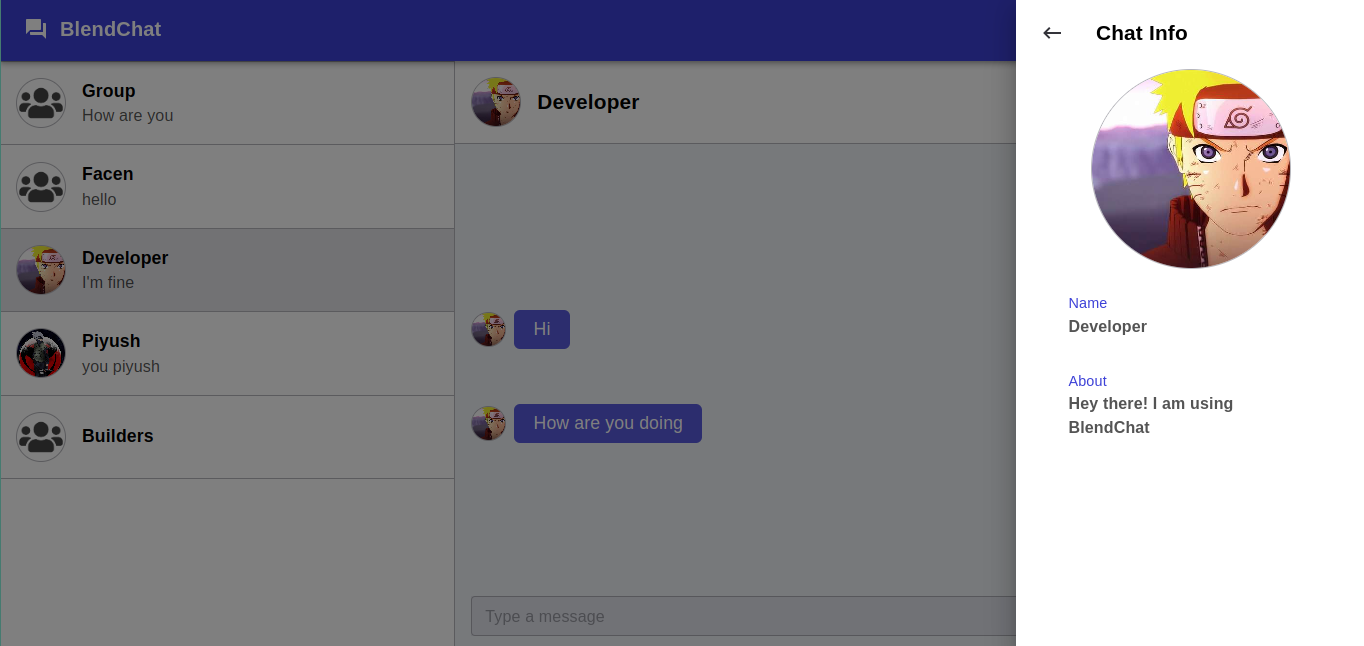 BlendChat
Group
How are you
Facen
hello
Developer
I'm fine
Piyush
you piyush
Builders
Developer
Hi
How are you doing
Type a message
Chat Info
Name
Developer
About
Hey there! I am using
BlendChat